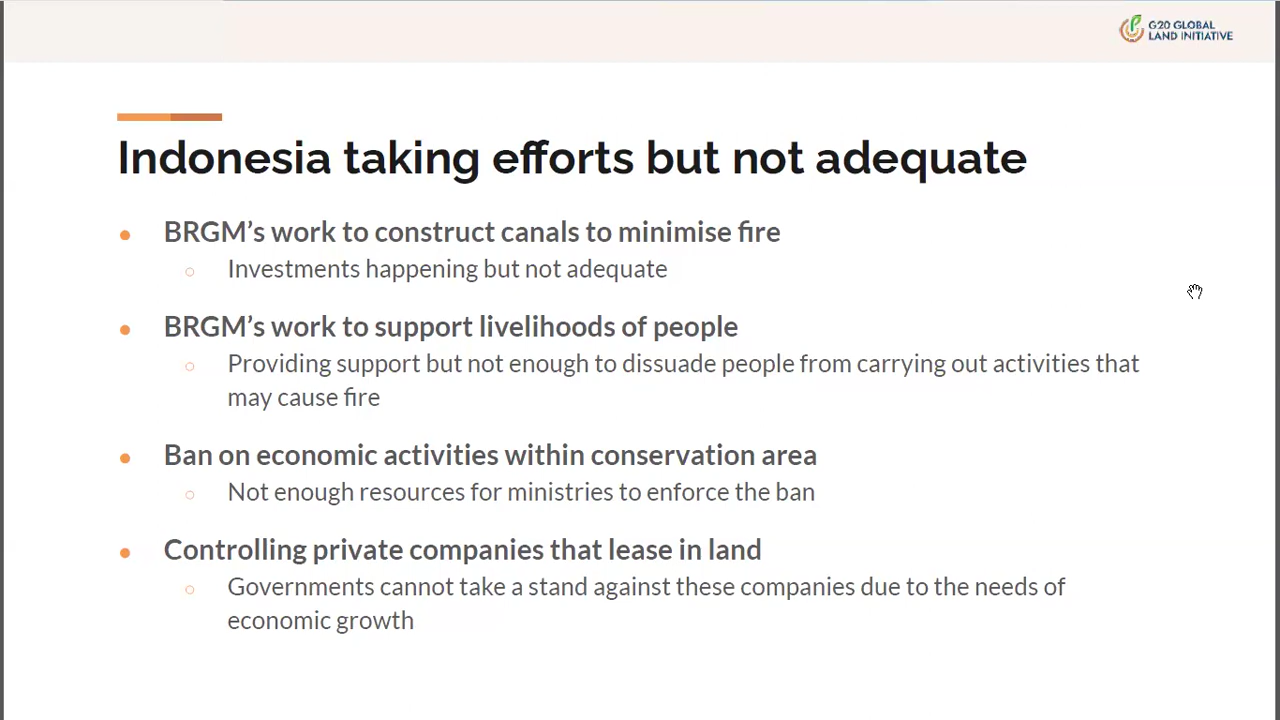 G20 GLOBAL
LAND INITIATIVE
Indonesia taking efforts but not adequate
● BRGM’s work to construct canals to minimise fire
○ Investments happening but not adequate
● BRGM’s work to support livelihoods of people
○ Providing support but not enough to dissuade people from carrying out activities that
may cause fire
● Ban on economic activities within conservation area
○ Not enough resources for ministries to enforce the ban
● Controlling private companies that lease in land
○ Governments cannot take a stand against these companies due to the needs of
economic growth